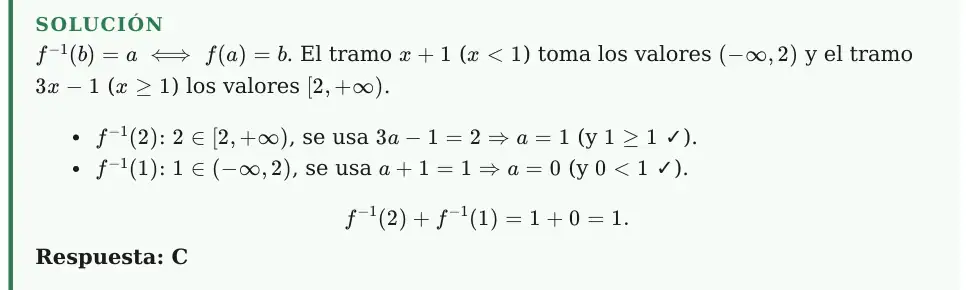 SOLUCIÓN
f⁻¹(b) = a ⟺ f(a) = b. El tramo x + 1 (x < 1) toma los valores (−∞, 2) y el tramo
3x − 1 (x ≥ 1) los valores [2, +∞).
• f⁻¹(2): 2 ∈ [2, +∞), se usa 3a − 1 = 2 ⇒ a = 1 (y 1 ≥ 1 ✓).
• f⁻¹(1): 1 ∈ (−∞, 2), se usa a + 1 = 1 ⇒ a = 0 (y 0 < 1 ✓).
f⁻¹(2) + f⁻¹(1) = 1 + 0 = 1.
Respuesta: C